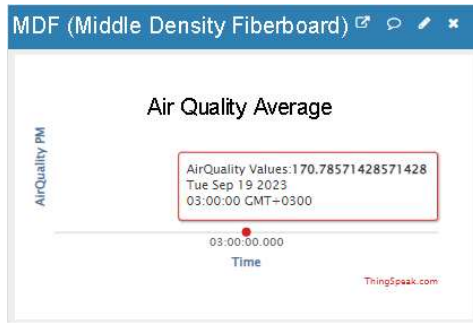 MDF (Middle Density Fiberboard)
Air Quality Average
AirQuality PM
AirQuality Values:170.78571428571428
Tue Sep 19 2023
03:00:00 GMT+0300
03:00:00.000
Time
ThingSpeak.com